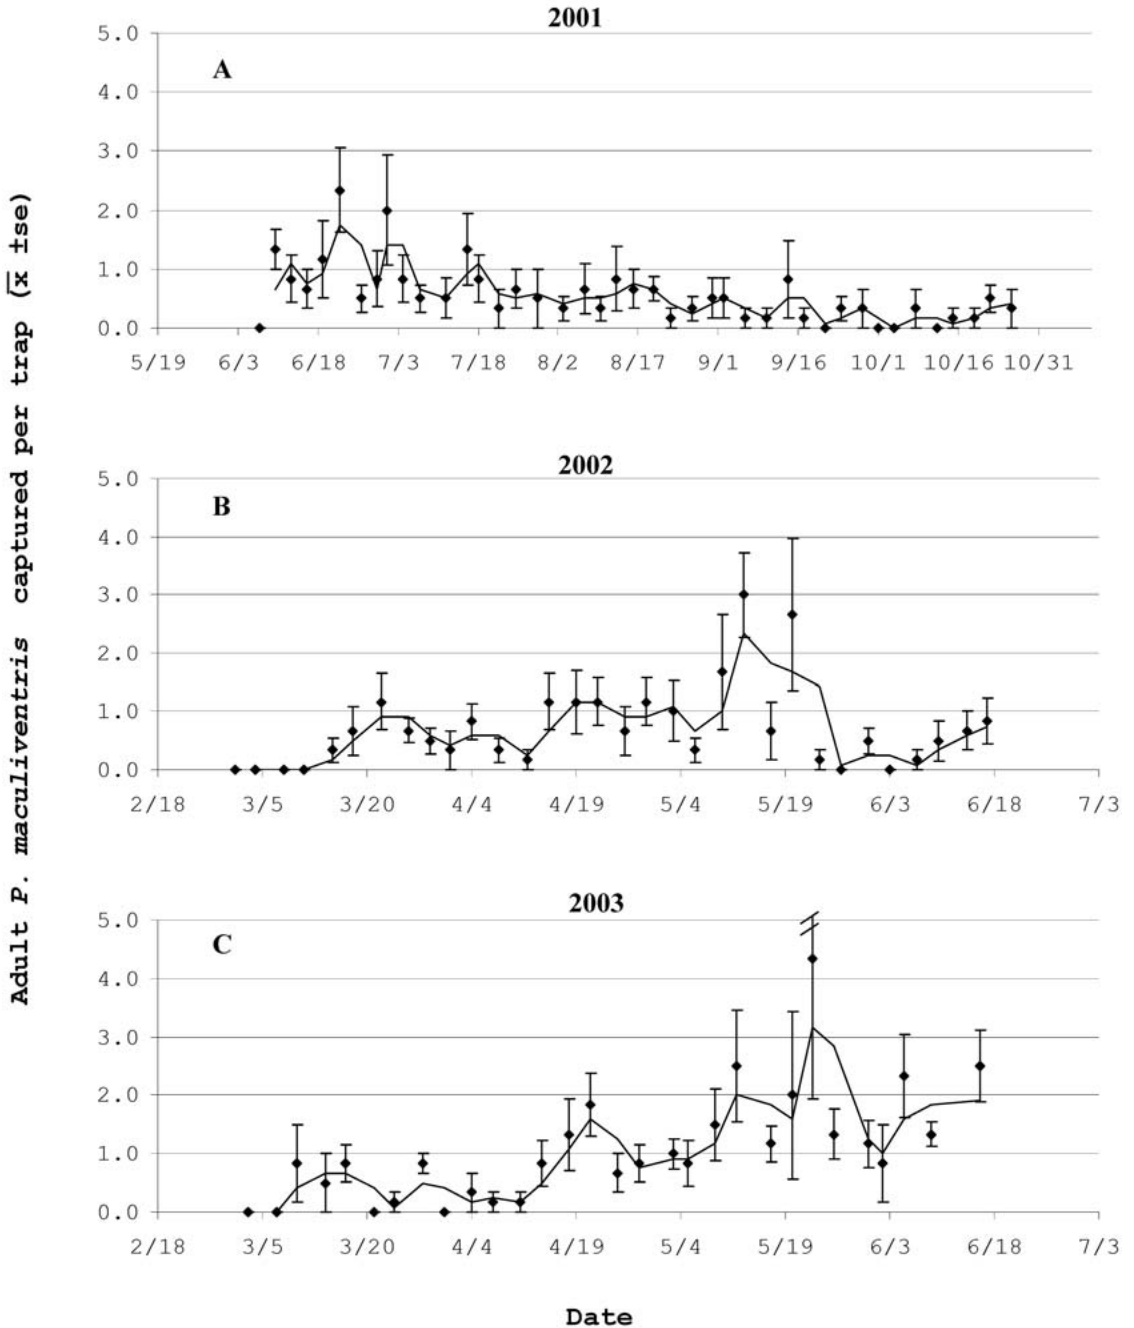 Adult P. maculiventris captured per trap (x̅ ±se)
2001
A
5.0
4.0
3.0
2.0
1.0
0.0
5/19 6/3 6/18 7/3 7/18 8/2 8/17 9/1 9/16 10/1 10/16 10/31
2002
B
5.0
4.0
3.0
2.0
1.0
0.0
2/18 3/5 3/20 4/4 4/19 5/4 5/19 6/3 6/18 7/3
2003
C
5.0
4.0
3.0
2.0
1.0
0.0
2/18 3/5 3/20 4/4 4/19 5/4 5/19 6/3 6/18 7/3
Date